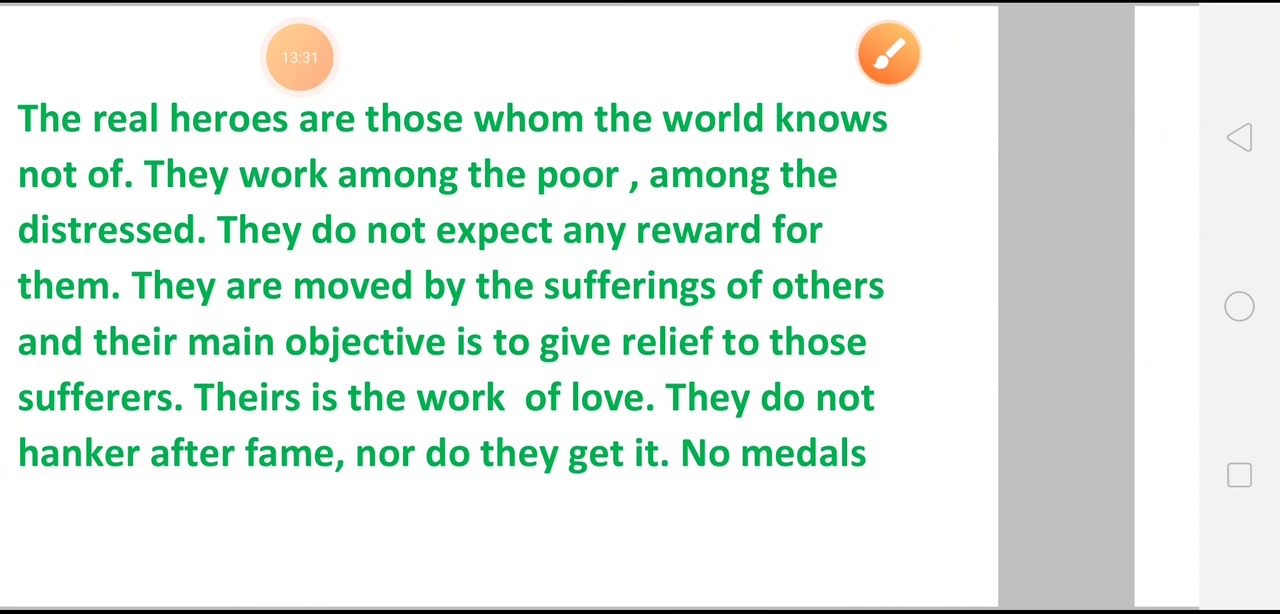 13:31
The real heroes are those whom the world knows
not of. They work among the poor , among the
distressed. They do not expect any reward for
them. They are moved by the sufferings of others
and their main objective is to give relief to those
sufferers. Theirs is the work  of love. They do not
hanker after fame, nor do they get it. No medals